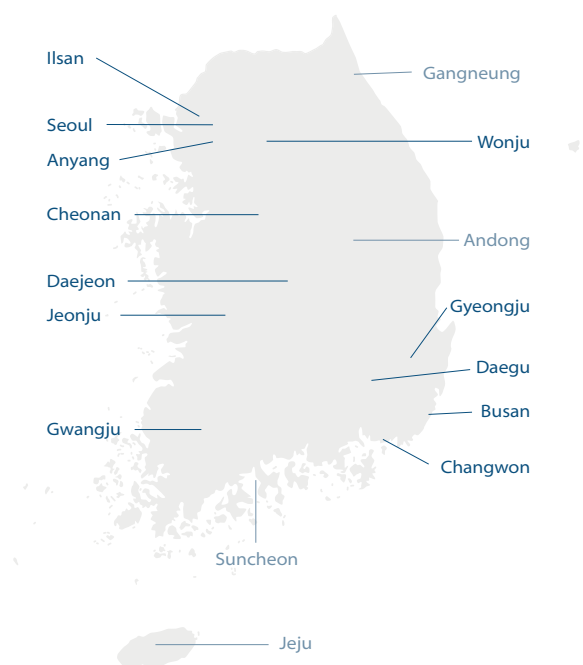 Ilsan
Gangneung
Seoul
Wonju
Anyang
Cheonan
Andong
Daejeon
Gyeongju
Jeonju
Daegu
Busan
Gwangju
Changwon
Suncheon
Jeju